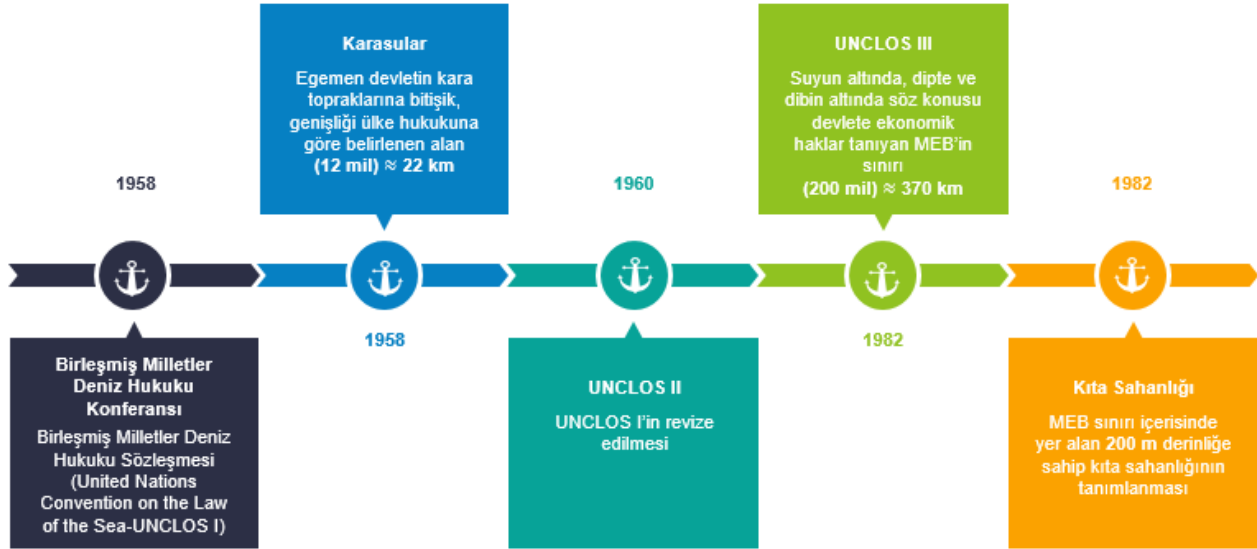 1958
Birleşmiş Milletler
Deniz Hukuku
Konferansı
Birleşmiş Milletler Deniz
Hukuku Sözleşmesi
(United Nations
Convention on the Law
of the Sea-UNCLOS I)
Karasular
Egemen devletin kara
topraklarına bitişik,
genişliği ülke hukukuna
göre belirlenen alan
(12 mil) ≈ 22 km
1958
1960
UNCLOS II
UNCLOS I’in revize
edilmesi
UNCLOS III
Suyun altında, dipte ve
dibin altında söz konusu
devlete ekonomik
haklar tanıyan MEB’in
sınırı
(200 mil) ≈ 370 km
1982
1982
Kıta Sahanlığı
MEB sınırı içerisinde
yer alan 200 m derinliğe
sahip kıta sahanlığının
tanımlanması